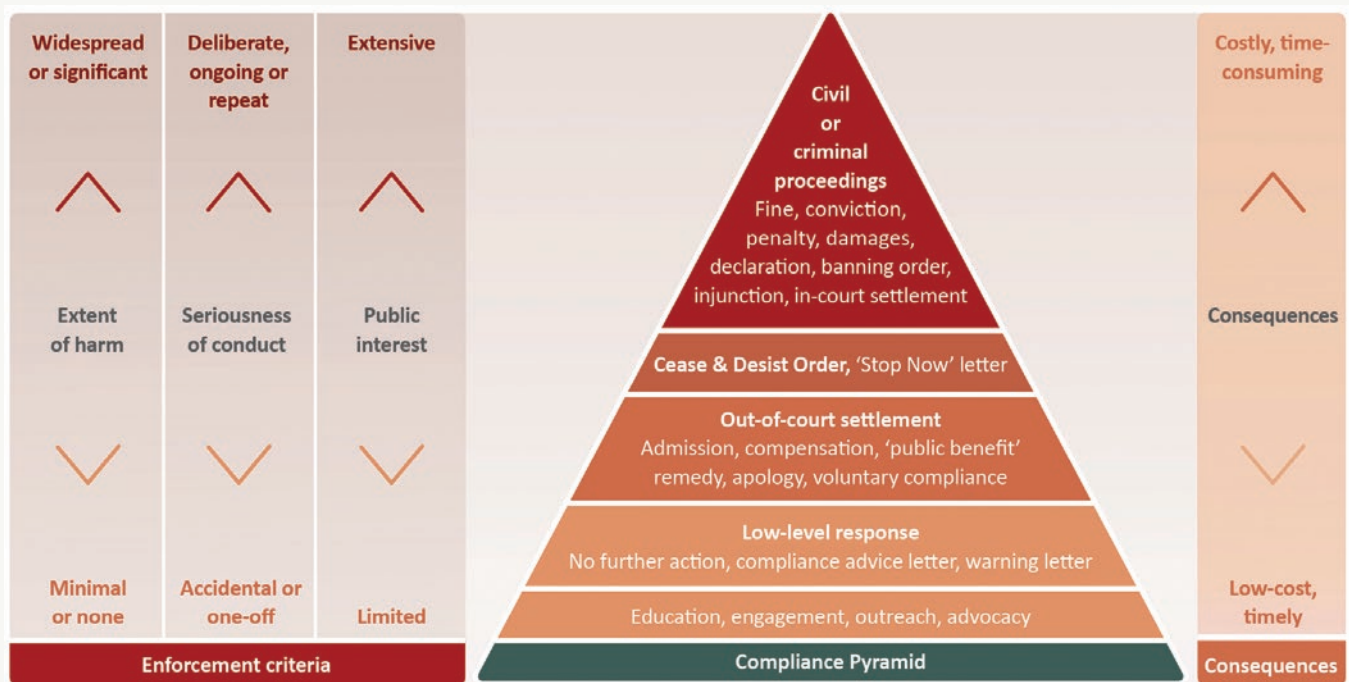 Widespread
or significant
Deliberate,
ongoing or
repeat
Extensive
Extent
of harm
Seriousness
of conduct
Public
interest
Minimal
or none
Accidental or
one-off
Limited
Enforcement criteria
Civil
or
criminal
proceedings
Fine, conviction,
penalty, damages,
declaration, banning order,
injunction, in-court settlement
Cease & Desist Order, ‘Stop Now’ letter
Out-of-court settlement
Admission, compensation, ‘public benefit’
remedy, apology, voluntary compliance
Low-level response
No further action, compliance advice letter, warning letter
Education, engagement, outreach, advocacy
Compliance Pyramid
Costly, time-
consuming
Consequences
Low-cost,
timely
Consequences